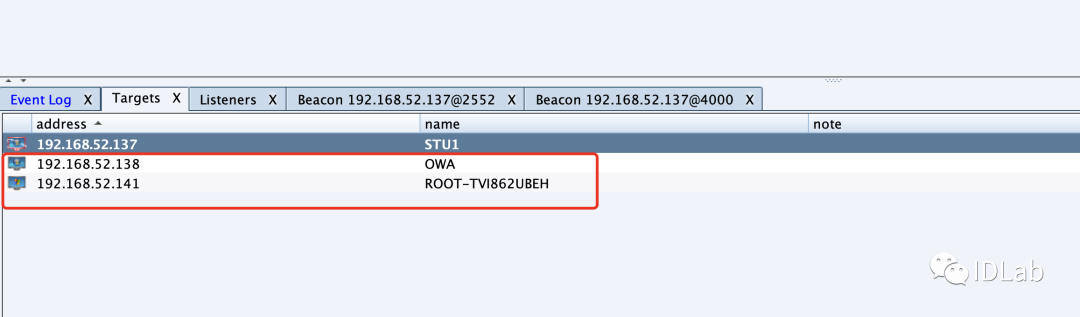 Event Log X Targets X Listeners X Beacon 192.168.52.137@2552 X Beacon 192.168.52.137@4000 X
address name note
192.168.52.137 STU1
192.168.52.138 OWA
192.168.52.141 ROOT-TVI862UBEH
IDLab